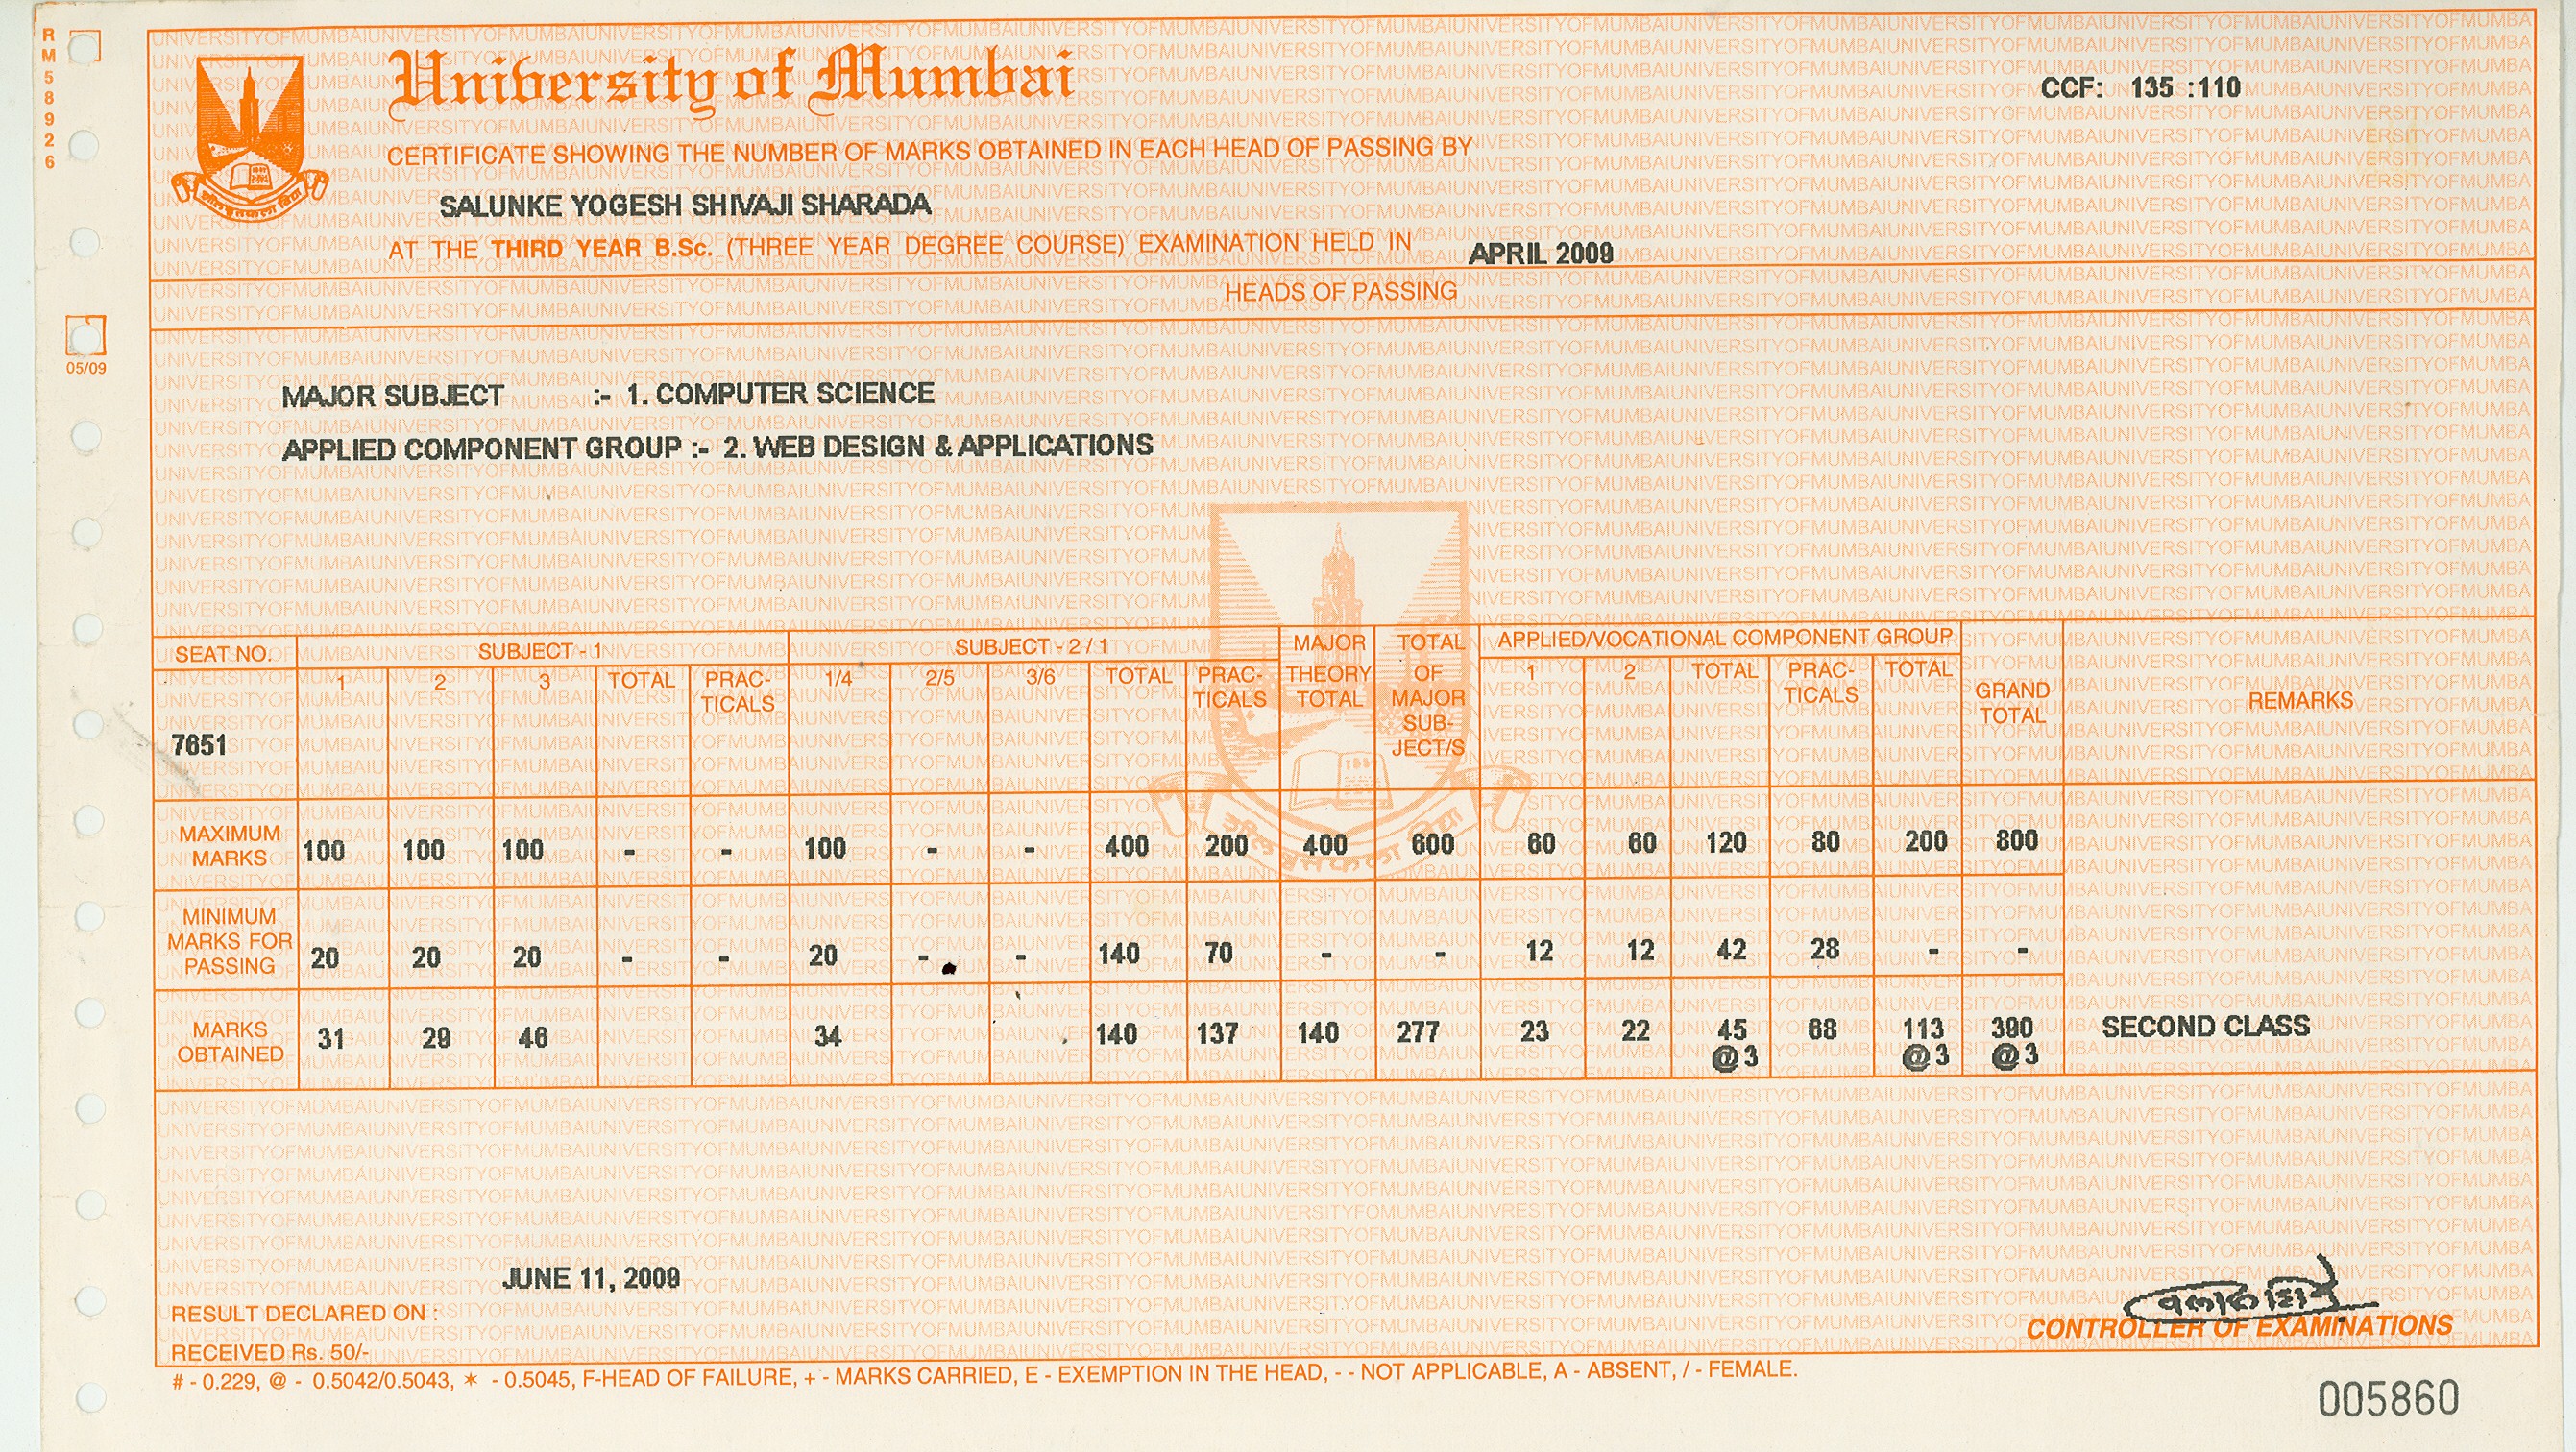 RM589266
University of Mumbai
CCF: 135 :110
CERTIFICATE SHOWING THE NUMBER OF MARKS OBTAINED IN EACH HEAD OF PASSING BY
SALUNKE YOGESH SHIVAJI SHARADA
AT THE THIRD YEAR B.Sc. (THREE YEAR DEGREE COURSE) EXAMINATION HELD IN APRIL 2009
HEADS OF PASSING
05/09
MAJOR SUBJECT :- 1. COMPUTER SCIENCE
APPLIED COMPONENT GROUP :- 2. WEB DESIGN & APPLICATIONS
SEAT NO. SUBJECT - 1 SUBJECT - 2 / 1 MAJOR THEORY TOTAL TOTAL OF MAJOR SUB-JECT/S APPLIED/VOCATIONAL COMPONENT GROUP GRAND TOTAL REMARKS
1 2 3 TOTAL PRAC-TICALS 1/4 2/5 3/6 TOTAL PRAC-TICALS 1 2 TOTAL PRAC-TICALS TOTAL
7651
MAXIMUM MARKS 100 100 100 - - 100 - - 400 200 400 600 60 60 120 80 200 800
MINIMUM MARKS FOR PASSING 20 20 20 - - 20 - - 140 70 - - 12 12 42 28 - -
MARKS OBTAINED 31 29 46 34 140 137 140 277 23 22 45 68 113 390 SECOND CLASS
@3 @3 @3
JUNE 11, 2009
RESULT DECLARED ON :
CONTROLLER OF EXAMINATIONS
RECEIVED Rs. 50/-
# - 0.229, @ - 0.5042/0.5043, ✶ - 0.5045, F-HEAD OF FAILURE, + - MARKS CARRIED, E - EXEMPTION IN THE HEAD, - - NOT APPLICABLE, A - ABSENT, / - FEMALE.
005860